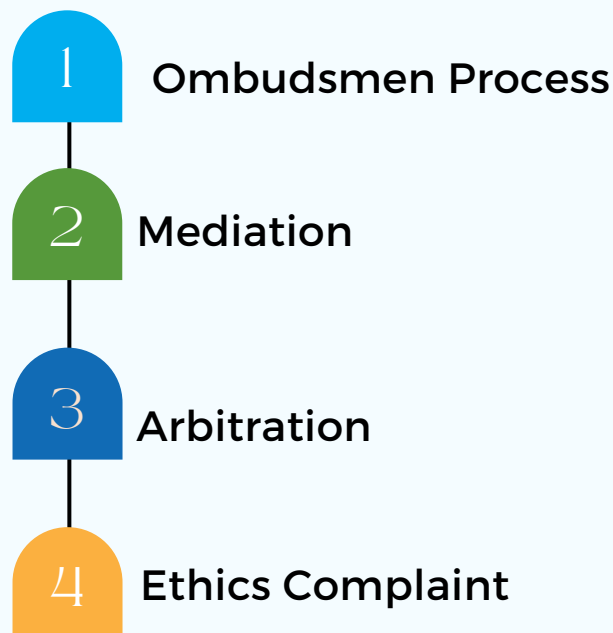 1
Ombudsmen Process
2
Mediation
3
Arbitration
4
Ethics Complaint